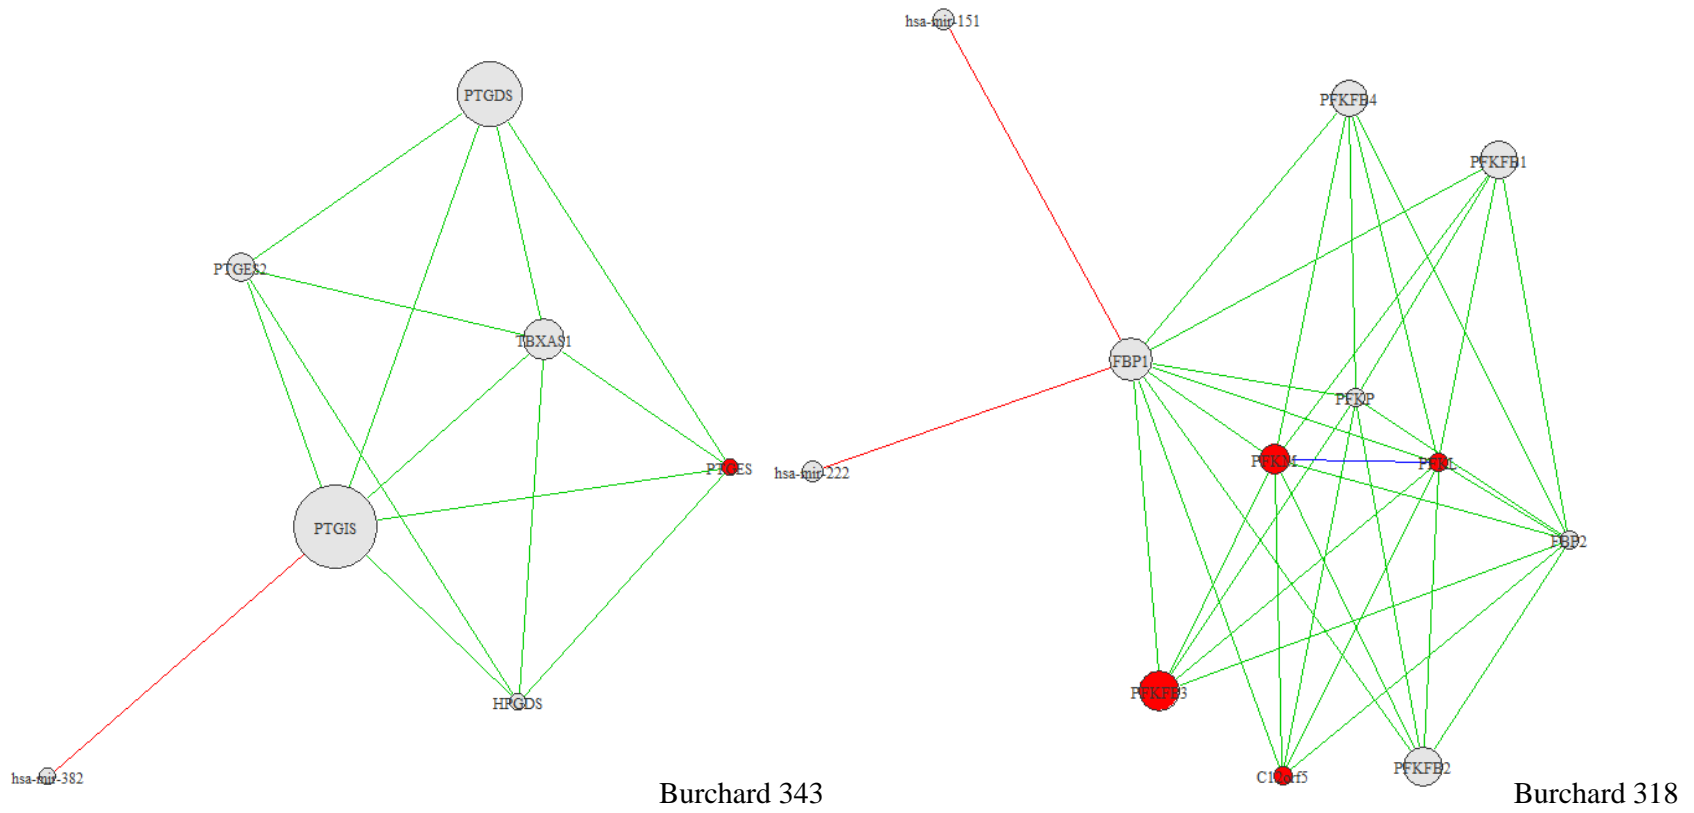 hsa-mir-151
PTGDS
PFKFB4
PFKFB1
PTGES2
TBXAS1
FBP1
PFKP
PTGES
hsa-mir-222
PFKM
PFKL
PTGIS
FBP2
PFKFB3
HPGDS
hsa-mir-382
C12orf5
PFKFB2
Burchard 343
Burchard 318